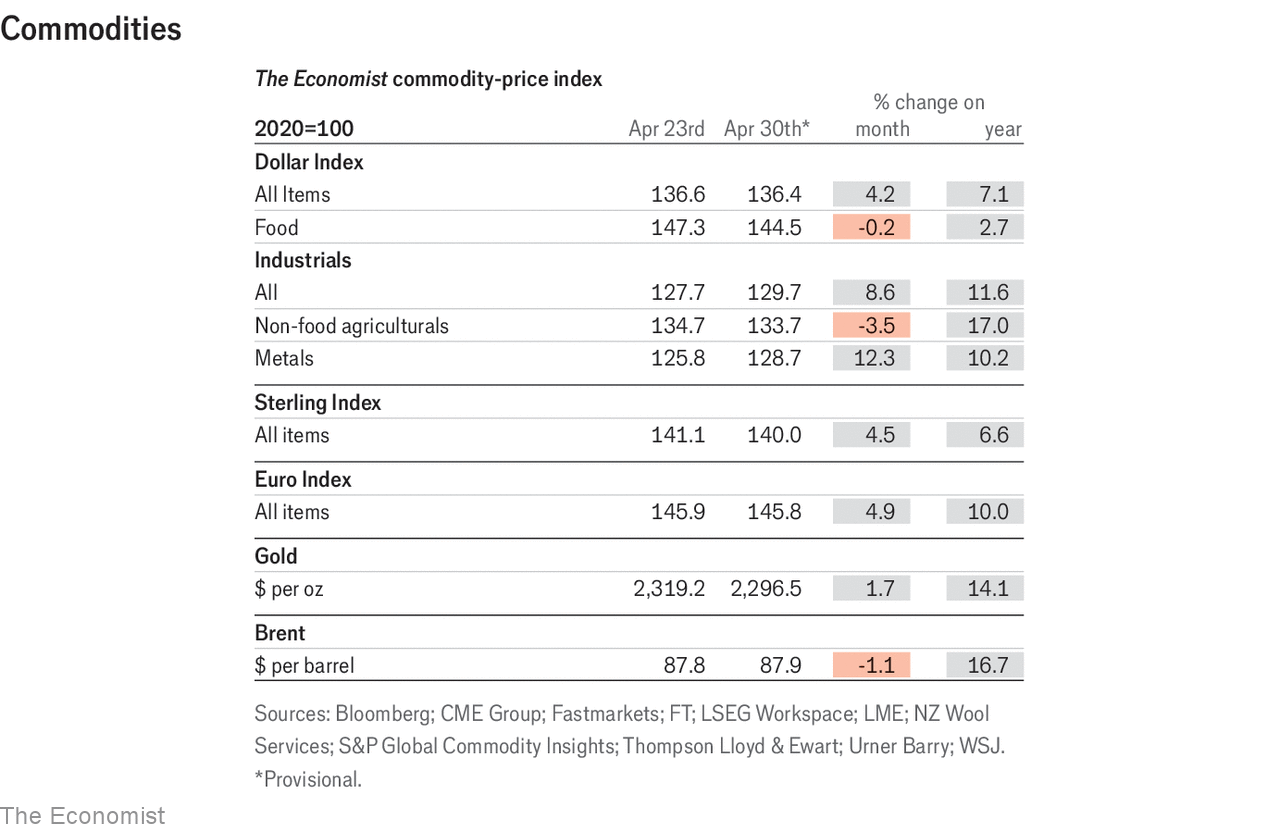 Commodities
The Economist commodity-price index
% change on
2020=100 Apr 23rd Apr 30th* month year
Dollar Index
All Items 136.6 136.4 4.2 7.1
Food 147.3 144.5 -0.2 2.7
Industrials
All 127.7 129.7 8.6 11.6
Non-food agriculturals 134.7 133.7 -3.5 17.0
Metals 125.8 128.7 12.3 10.2
Sterling Index
All items 141.1 140.0 4.5 6.6
Euro Index
All items 145.9 145.8 4.9 10.0
Gold
$ per oz 2,319.2 2,296.5 1.7 14.1
Brent
$ per barrel 87.8 87.9 -1.1 16.7
Sources: Bloomberg; CME Group; Fastmarkets; FT; LSEG Workspace; LME; NZ Wool
Services; S&P Global Commodity Insights; Thompson Lloyd & Ewart; Urner Barry; WSJ.
*Provisional.
The Economist